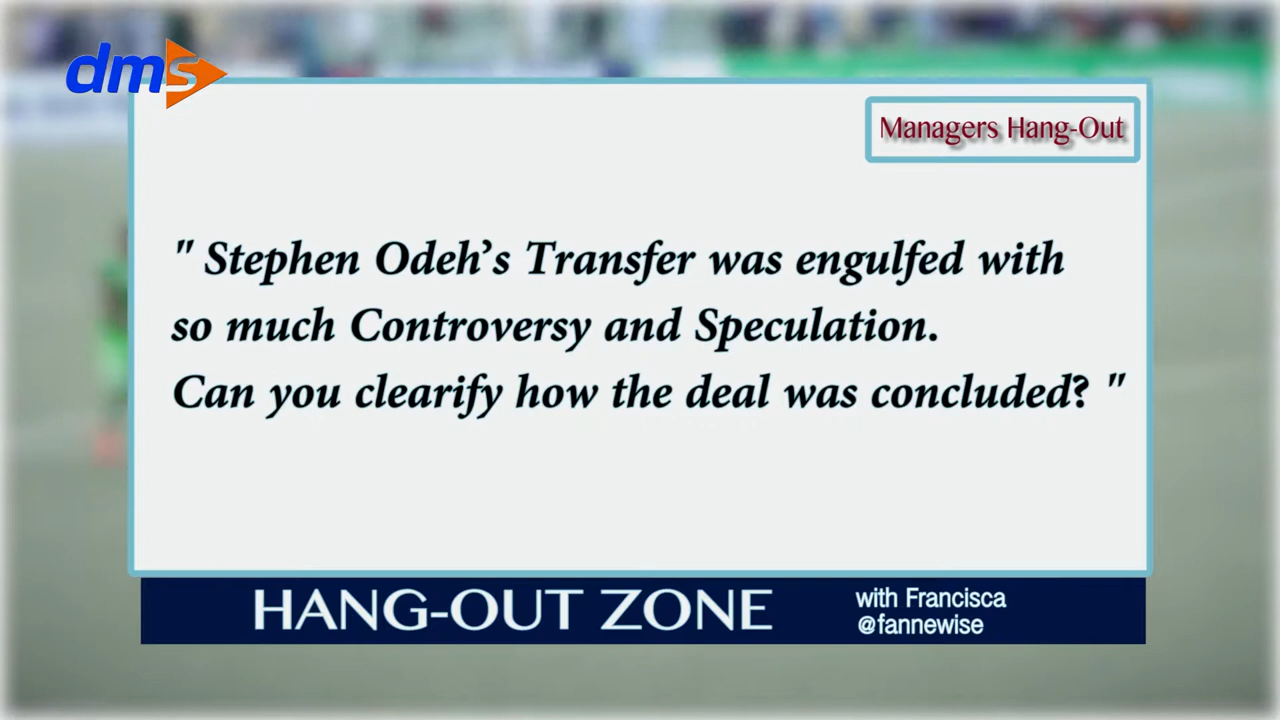 dms
Managers Hang-Out
" Stephen Odeh’s Transfer was engulfed with
so much Controversy and Speculation.
Can you clearify how the deal was concluded? "
HANG-OUT ZONE
with Francisca
@fannewise